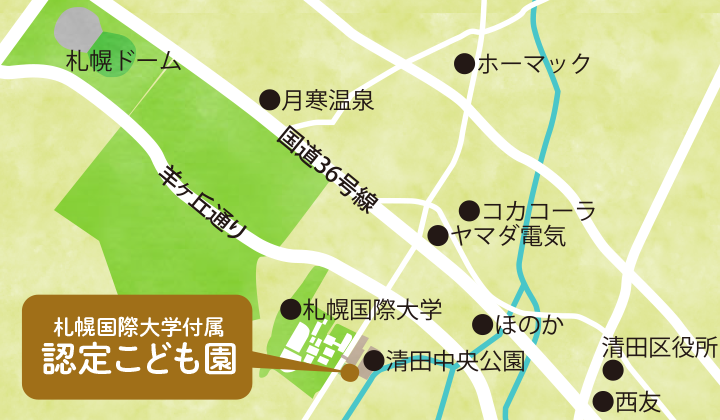 札幌ドーム
ホーマック
月寒温泉
国道36号線
羊ヶ丘通り
コカコーラ
ヤマダ電気
札幌国際大学
ほのか
札幌国際大学付属
認定こども園
清田中央公園
清田区役所
西友